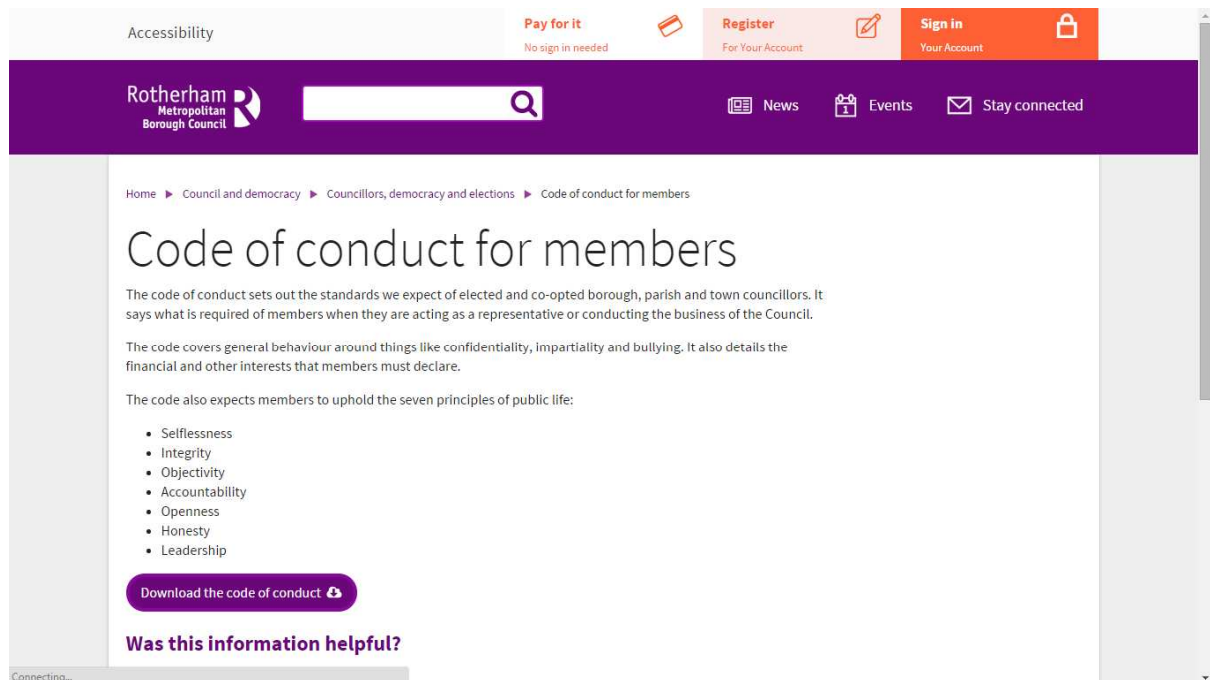 Accessibility
Pay for it
No sign in needed
Register
For Your Account
Sign in
Your Account
Rotherham
Metropolitan
Borough Council
News
1
Events
Stay connected
Home ▶ Council and democracy ▶ Councillors, democracy and elections ▶ Code of conduct for members
Code of conduct for members
The code of conduct sets out the standards we expect of elected and co-opted borough, parish and town councillors. It
says what is required of members when they are acting as a representative or conducting the business of the Council.
The code covers general behaviour around things like confidentiality, impartiality and bullying. It also details the
financial and other interests that members must declare.
The code also expects members to uphold the seven principles of public life:
• Selflessness
• Integrity
• Objectivity
• Accountability
• Openness
• Honesty
• Leadership
Download the code of conduct
Was this information helpful?
Connecting...